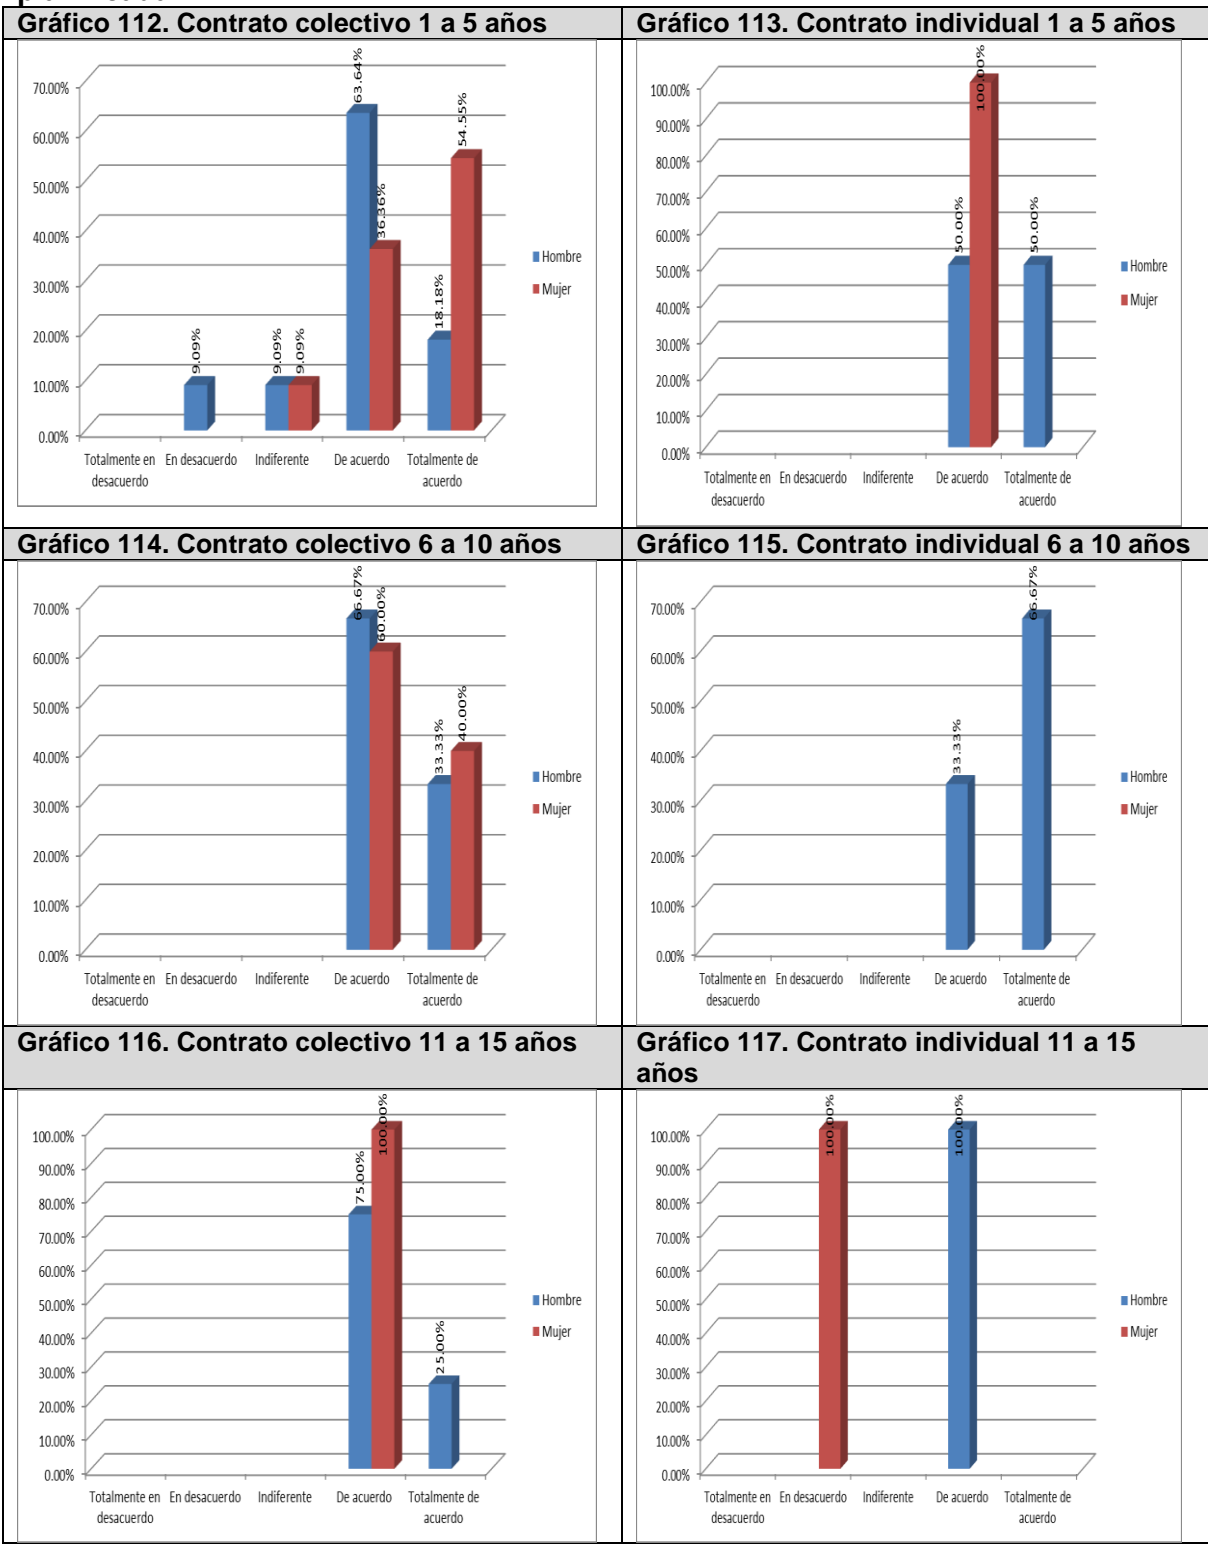 Gráfico 112. Contrato colectivo 1 a 5 años
70.00%
60.00%
50.00%
40.00%
30.00%
20.00%
10.00%
0.00%
9.09%
9.09%
9.09%
63.64%
36.36%
18.18%
54.55%
Hombre
Mujer
Totalmente en desacuerdo
En desacuerdo
Indiferente
De acuerdo
Totalmente de acuerdo
Gráfico 113. Contrato individual 1 a 5 años
100.00%
90.00%
80.00%
70.00%
60.00%
50.00%
40.00%
30.00%
20.00%
10.00%
0.00%
50.00%
100.00%
50.00%
Hombre
Mujer
Totalmente en desacuerdo
En desacuerdo
Indiferente
De acuerdo
Totalmente de acuerdo
Gráfico 114. Contrato colectivo 6 a 10 años
70.00%
60.00%
50.00%
40.00%
30.00%
20.00%
10.00%
0.00%
66.67%
60.00%
33.33%
40.00%
Hombre
Mujer
Totalmente en desacuerdo
En desacuerdo
Indiferente
De acuerdo
Totalmente de acuerdo
Gráfico 115. Contrato individual 6 a 10 años
70.00%
60.00%
50.00%
40.00%
30.00%
20.00%
10.00%
0.00%
33.33%
66.67%
Hombre
Mujer
Totalmente en desacuerdo
En desacuerdo
Indiferente
De acuerdo
Totalmente de acuerdo
Gráfico 116. Contrato colectivo 11 a 15 años
100.00%
90.00%
80.00%
70.00%
60.00%
50.00%
40.00%
30.00%
20.00%
10.00%
0.00%
75.00%
100.00%
25.00%
Hombre
Mujer
Totalmente en desacuerdo
En desacuerdo
Indiferente
De acuerdo
Totalmente de acuerdo
Gráfico 117. Contrato individual 11 a 15
años
100.00%
90.00%
80.00%
70.00%
60.00%
50.00%
40.00%
30.00%
20.00%
10.00%
0.00%
100.00%
100.00%
Hombre
Mujer
Totalmente en desacuerdo
En desacuerdo
Indiferente
De acuerdo
Totalmente de acuerdo